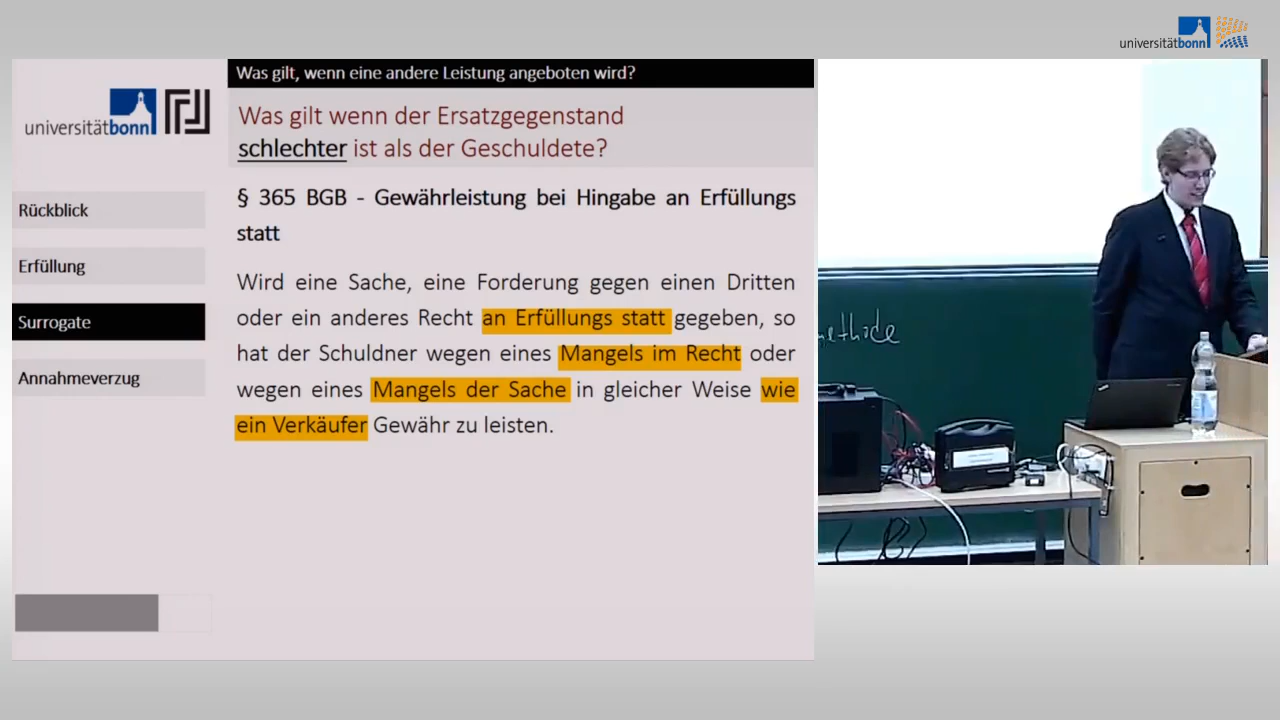 universitätbonn
Was gilt, wenn eine andere Leistung angeboten wird?
universitätbonn
Was gilt wenn der Ersatzgegenstand
schlechter ist als der Geschuldete?
Rückblick
Erfüllung
Surrogate
Annahmeverzug
§ 365 BGB - Gewährleistung bei Hingabe an Erfüllungs
statt
Wird eine Sache, eine Forderung gegen einen Dritten
oder ein anderes Recht an Erfüllungs statt gegeben, so
hat der Schuldner wegen eines Mangels im Recht oder
wegen eines Mangels der Sache in gleicher Weise wie
ein Verkäufer Gewähr zu leisten.
methode